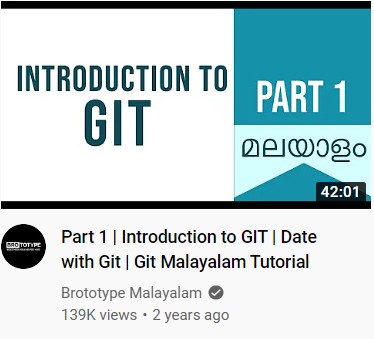 INTRODUCTION TO
GIT
PART 1
മലയാളം
42:01
BROTOTYPE
Part 1 | Introduction to GIT | Date
with Git | Git Malayalam Tutorial
Brototype Malayalam
139K views • 2 years ago